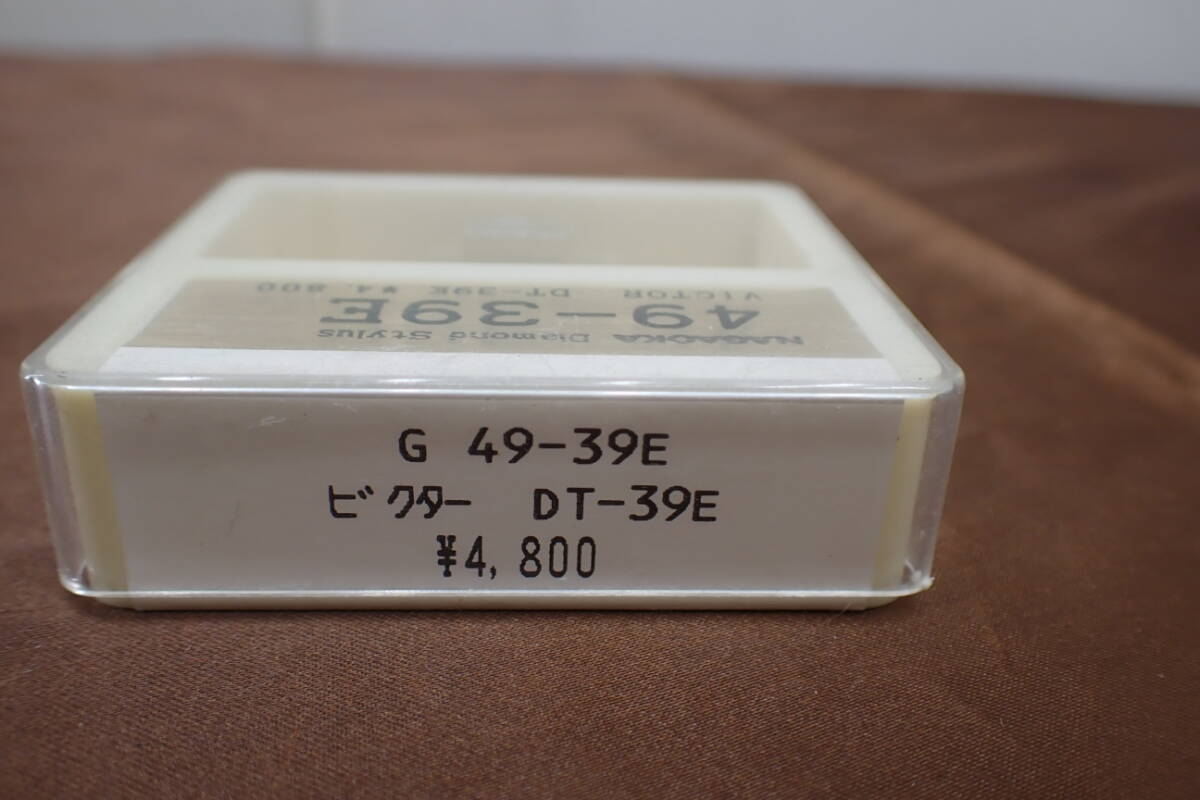 NAGAOKA Diamond Stylus
49-39E
VICTOR DT-39E ¥4,800
G 49-39E
ビクター DT-39E
¥4,800